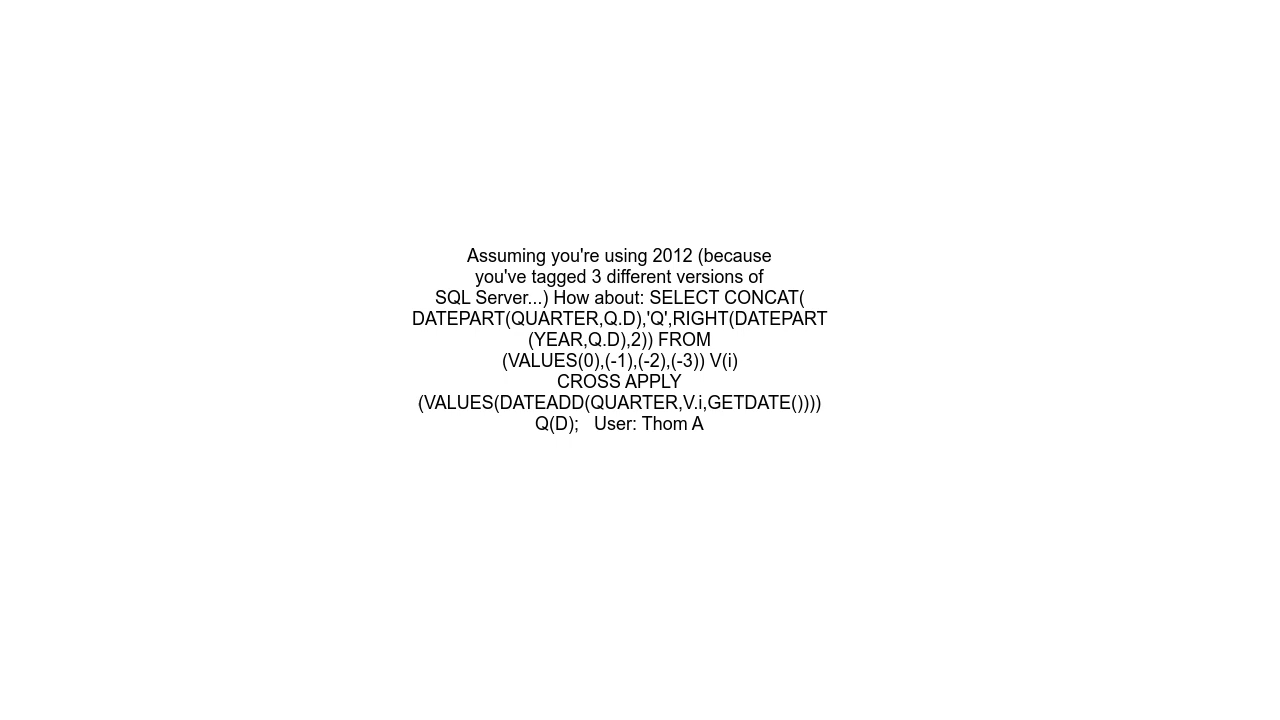 Assuming you're using 2012 (because
you've tagged 3 different versions of
SQL Server...) How about: SELECT CONCAT(
DATEPART(QUARTER,Q.D),'Q',RIGHT(DATEPART
(YEAR,Q.D),2)) FROM
(VALUES(0),(-1),(-2),(-3)) V(i)
CROSS APPLY
(VALUES(DATEADD(QUARTER,V.i,GETDATE())))
Q(D);   User: Thom A